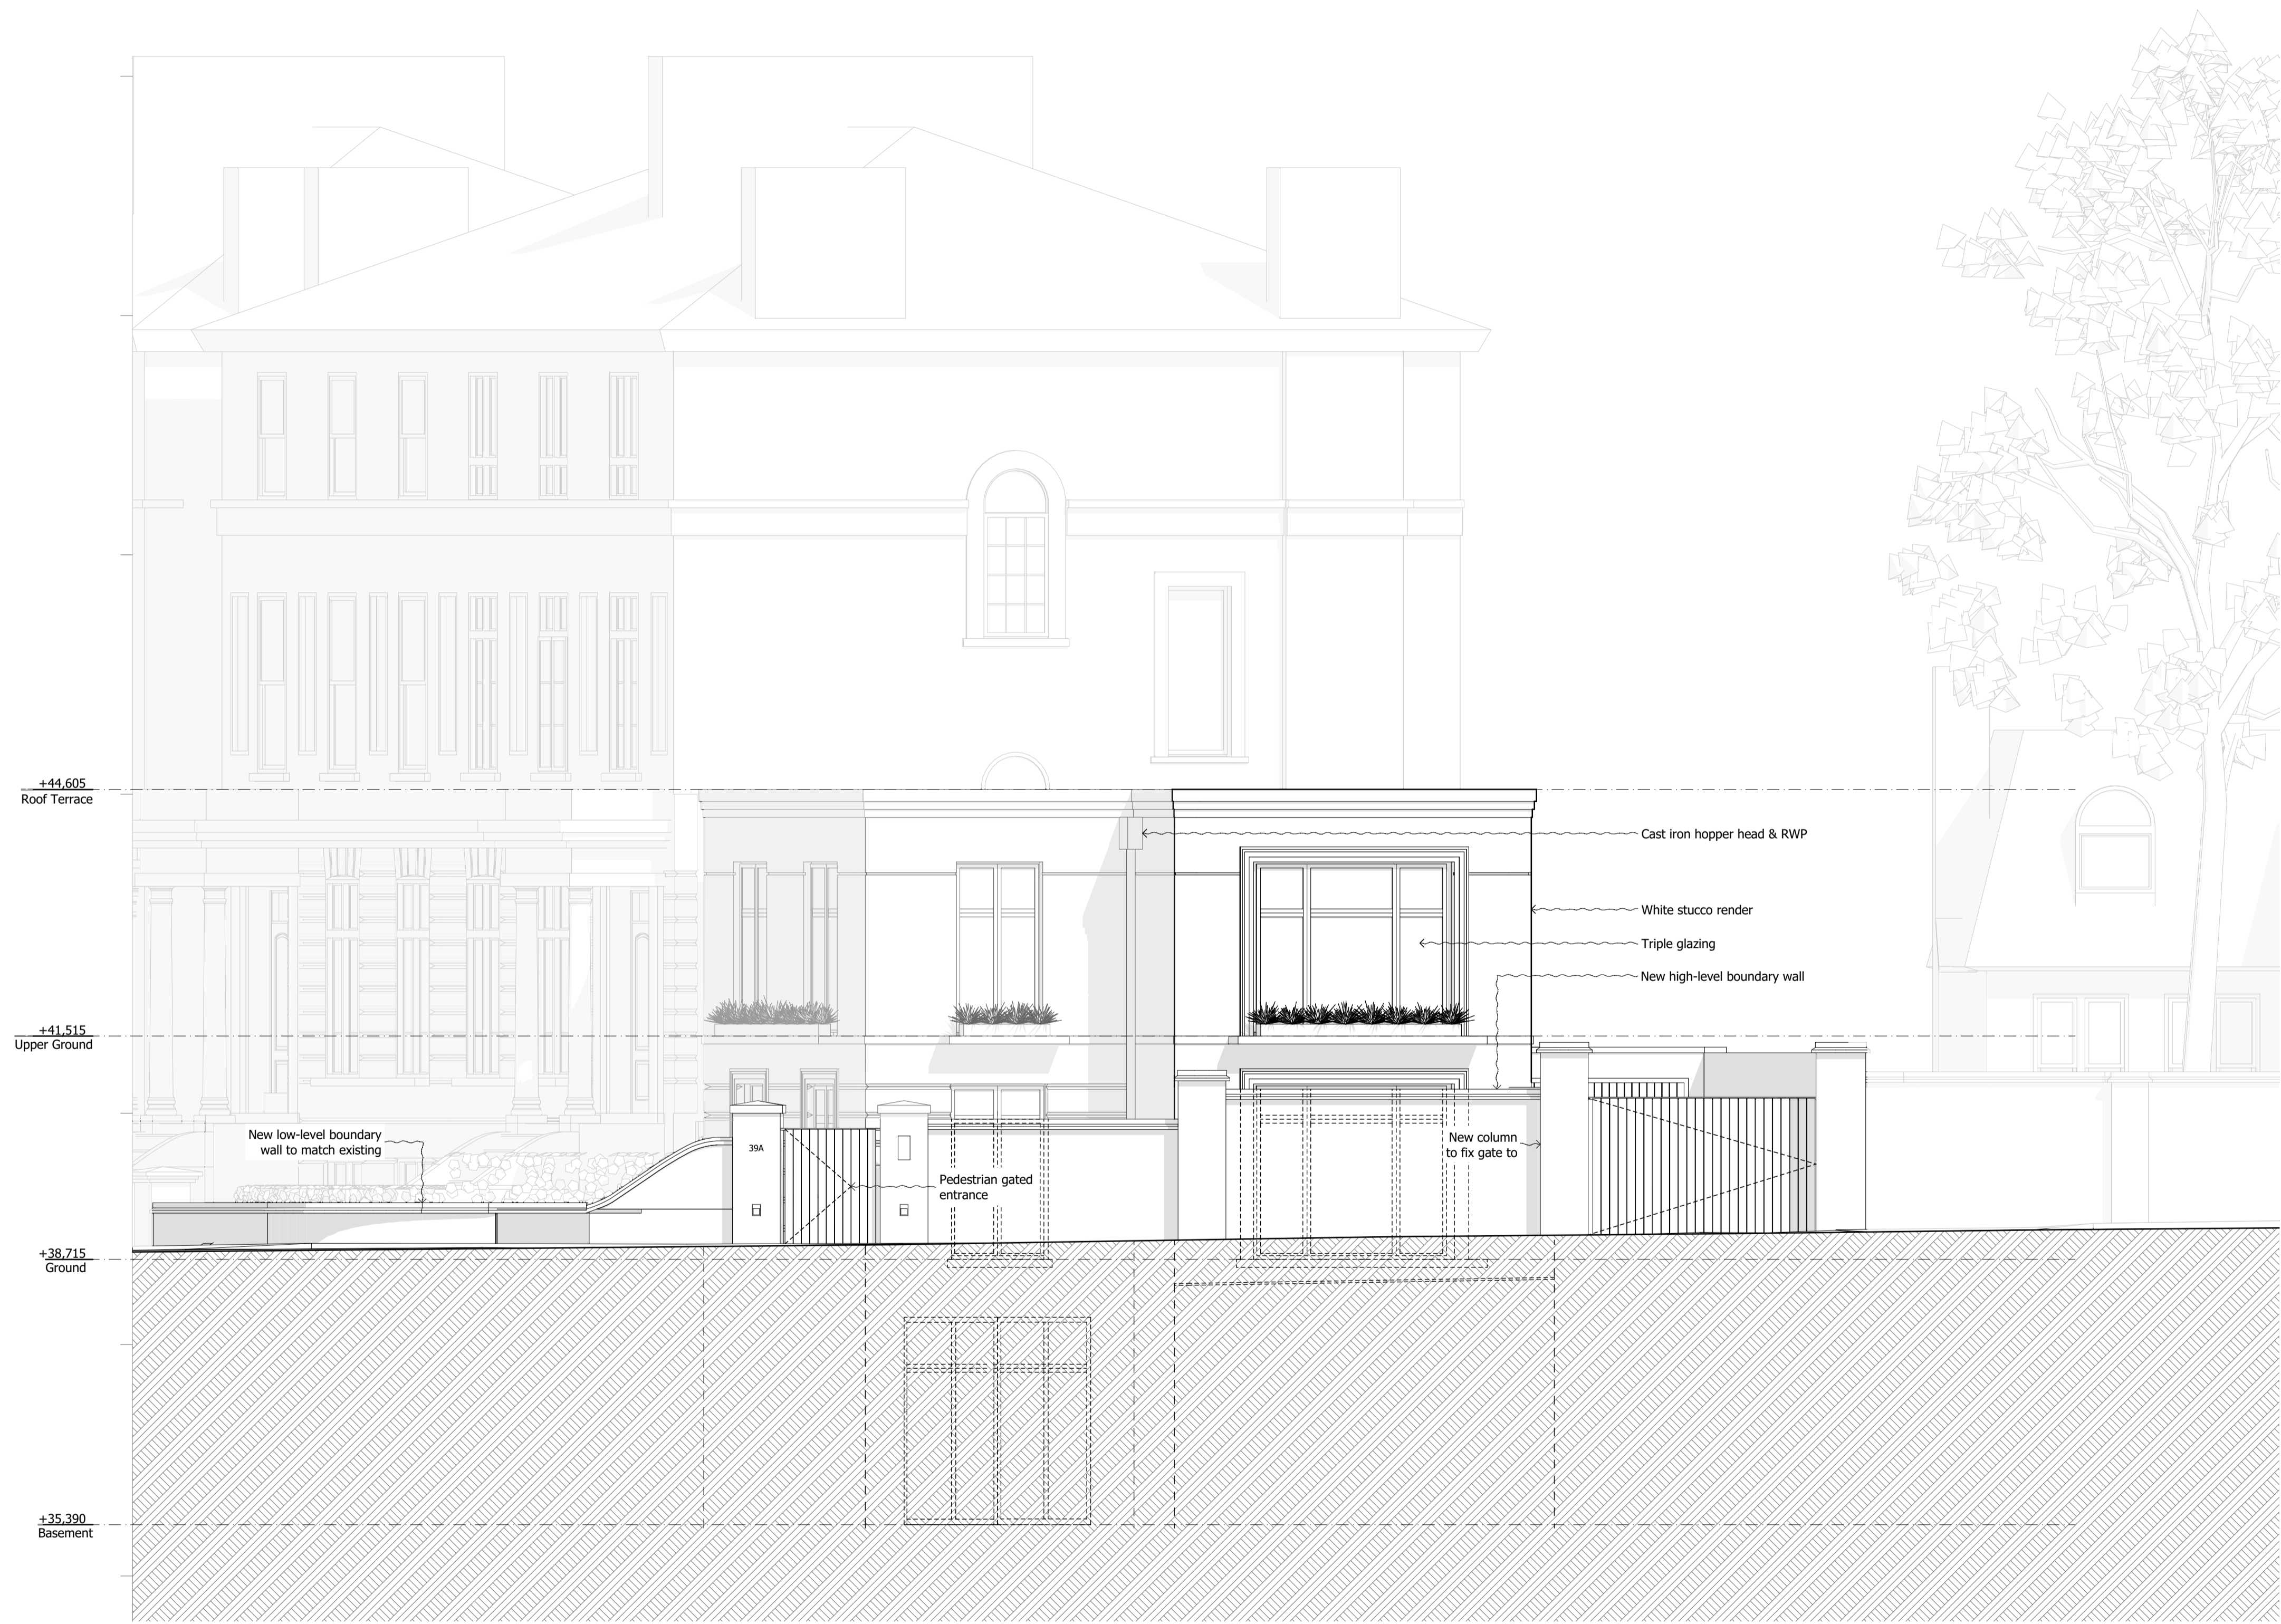 +44,605
Roof Terrace
Cast iron hopper head & RWP
White stucco render
Triple glazing
New high-level boundary wall
+41,515
Upper Ground
New low-level boundary
wall to match existing
39A
New column
to fix gate to
Pedestrian gated
entrance
+38,715
Ground
+35,390
Basement